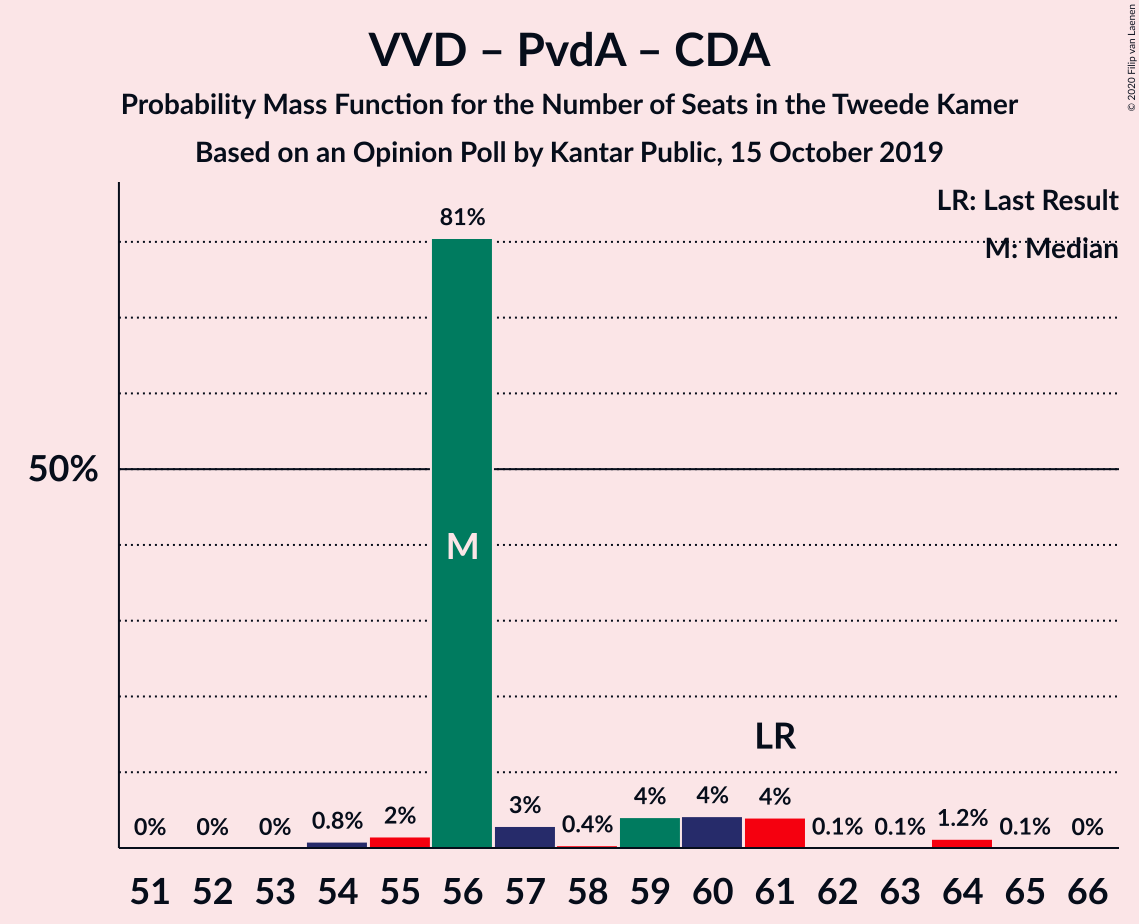 VVD – PvdA – CDA
Probability Mass Function for the Number of Seats in the Tweede Kamer
Based on an Opinion Poll by Kantar Public, 15 October 2019
© 2020 Filip van Laenen
LR: Last Result
M: Median
50%
0% 0% 0% 0.8% 2% 81% 3% 0.4% 4% 4% 4% 0.1% 0.1% 1.2% 0.1% 0%
M
LR
51 52 53 54 55 56 57 58 59 60 61 62 63 64 65 66